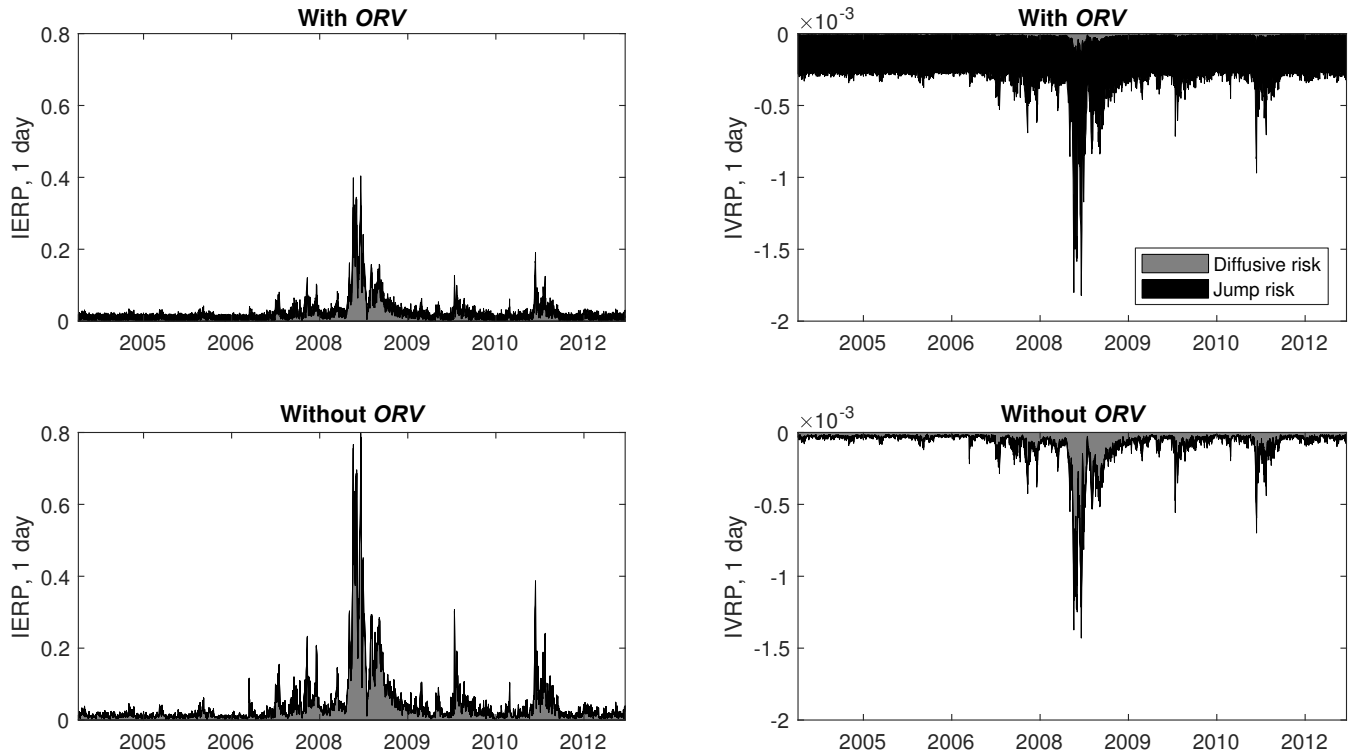 With ORV
0.8
0.6
0.4
0.2
0
IERP, 1 day
2005 2006 2008 2009 2010 2012
With ORV
×10-3
0
-0.5
-1
-1.5
-2
IVRP, 1 day
Diffusive risk
Jump risk
2005 2006 2008 2009 2010 2012
Without ORV
0.8
0.6
0.4
0.2
0
IERP, 1 day
2005 2006 2008 2009 2010 2012
Without ORV
×10-3
0
-0.5
-1
-1.5
-2
IVRP, 1 day
2005 2006 2008 2009 2010 2012